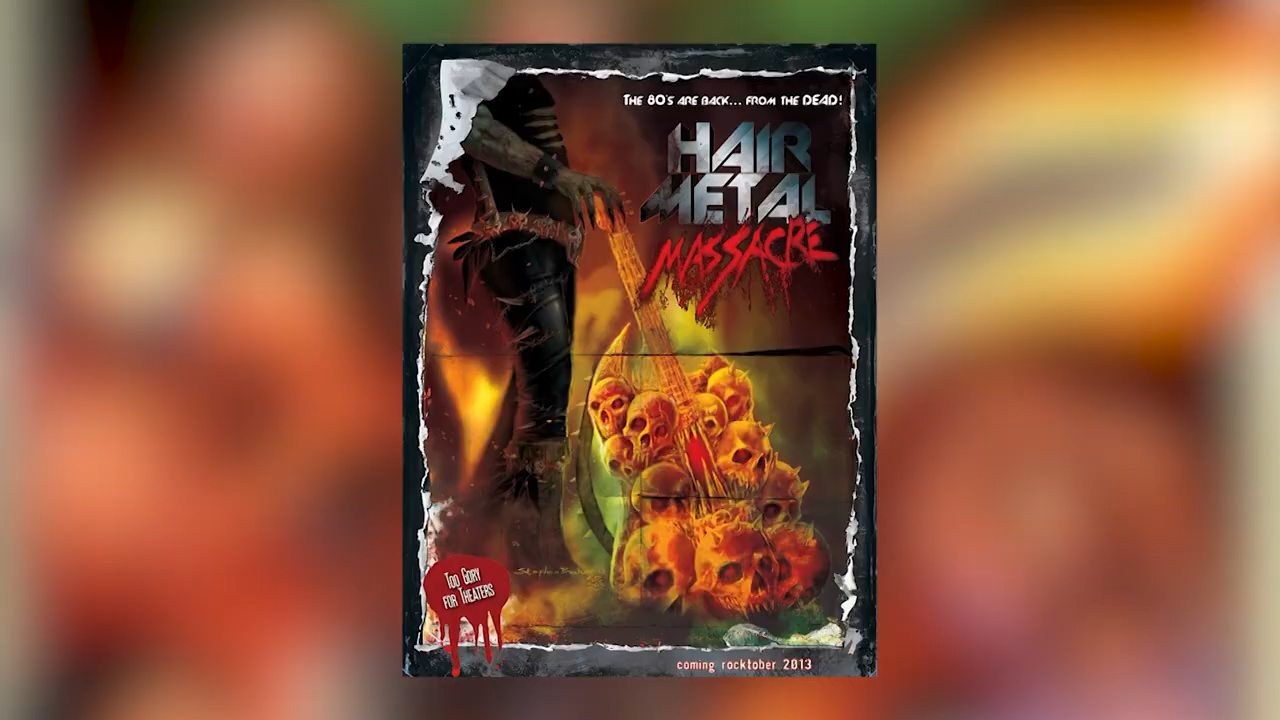 THE 80'S ARE BACK... FROM THE DEAD!
HAIR
METAL
MASSACRE
TOO GORY
FOR THEATERS
coming rocktober 2013